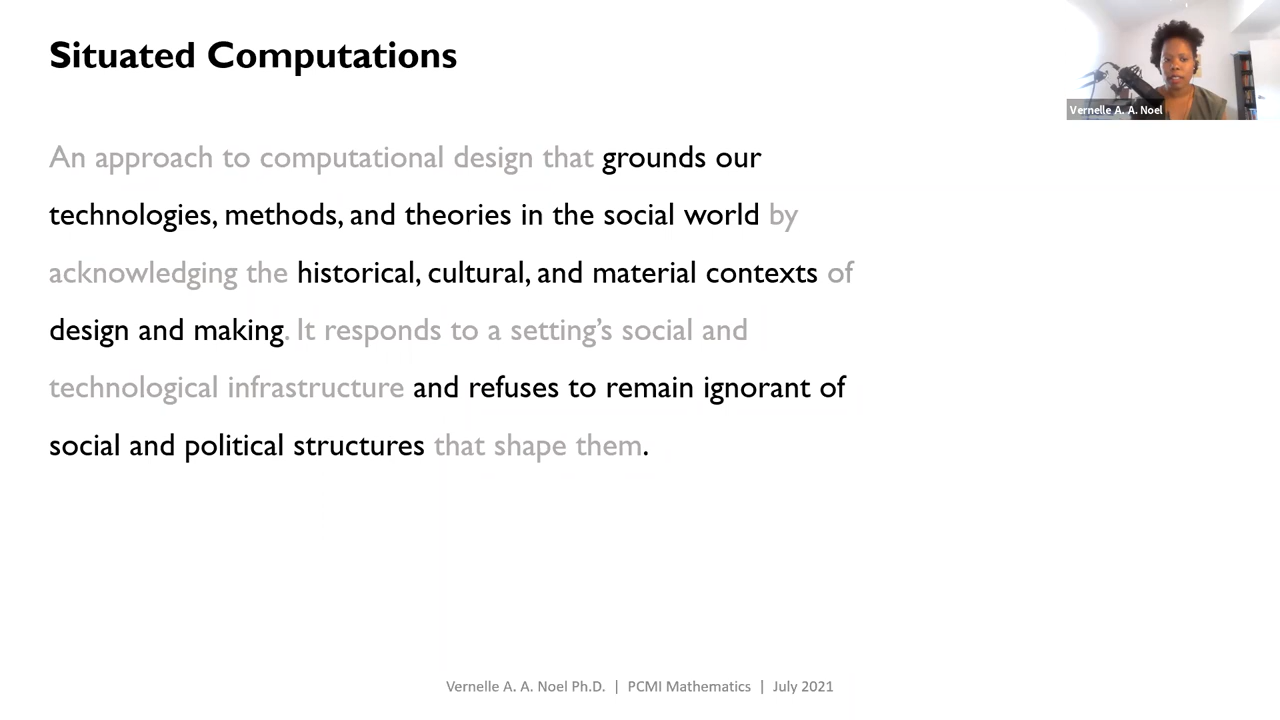 Situated Computations
Vernelle A. A. Noel
An approach to computational design that grounds our
technologies, methods, and theories in the social world by
acknowledging the historical, cultural, and material contexts of
design and making. It responds to a setting’s social and
technological infrastructure and refuses to remain ignorant of
social and political structures that shape them.
Vernelle A. A. Noel Ph.D. | PCMI Mathematics | July 2021